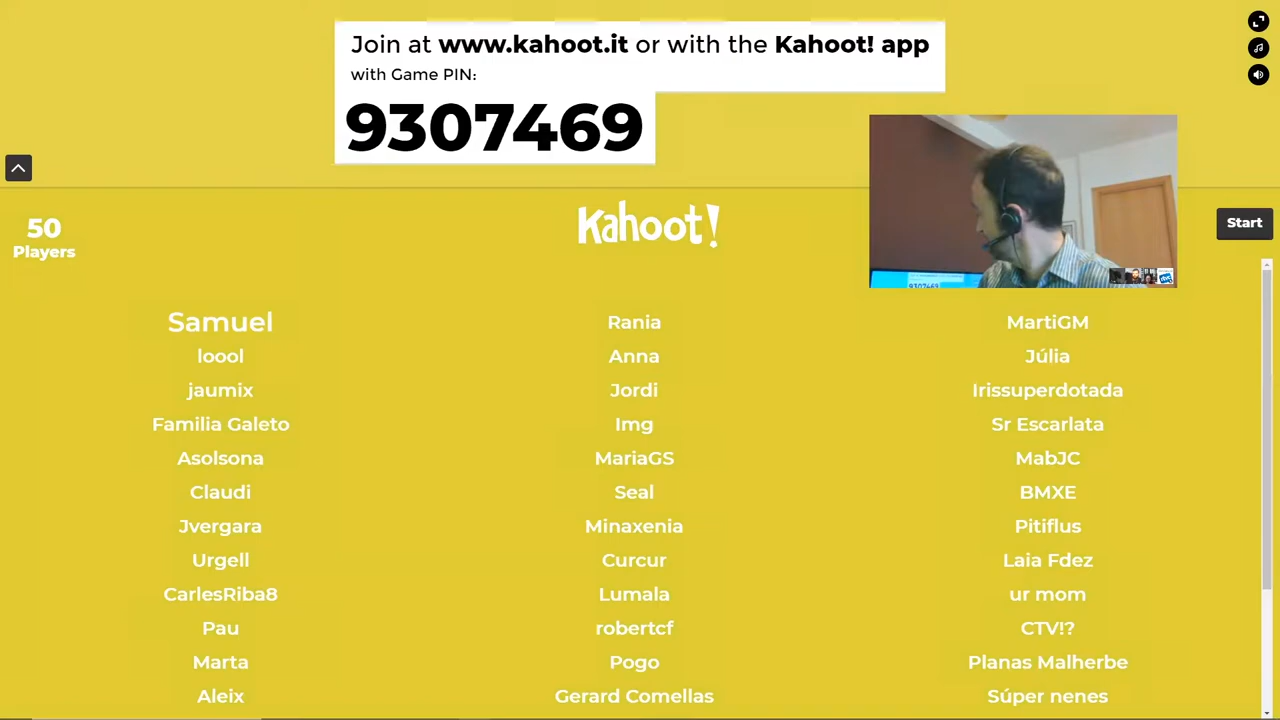 Join at www.kahoot.it or with the Kahoot! app
with Game PIN:
9307469
50
Players
Kahoot!
Start
9307469
Samuel
Rania
MartiGM
loool
Anna
Júlia
jaumix
Jordi
Irissuperdotada
Familia Galeto
Img
Sr Escarlata
Asolsona
MariaGS
MabJC
Claudi
Seal
BMXE
Jvergara
Minaxenia
Pitiflus
Urgell
Curcur
Laia Fdez
CarlesRiba8
Lumala
ur mom
Pau
robertcf
CTV!?
Marta
Pogo
Planas Malherbe
Aleix
Gerard Comellas
Súper nenes